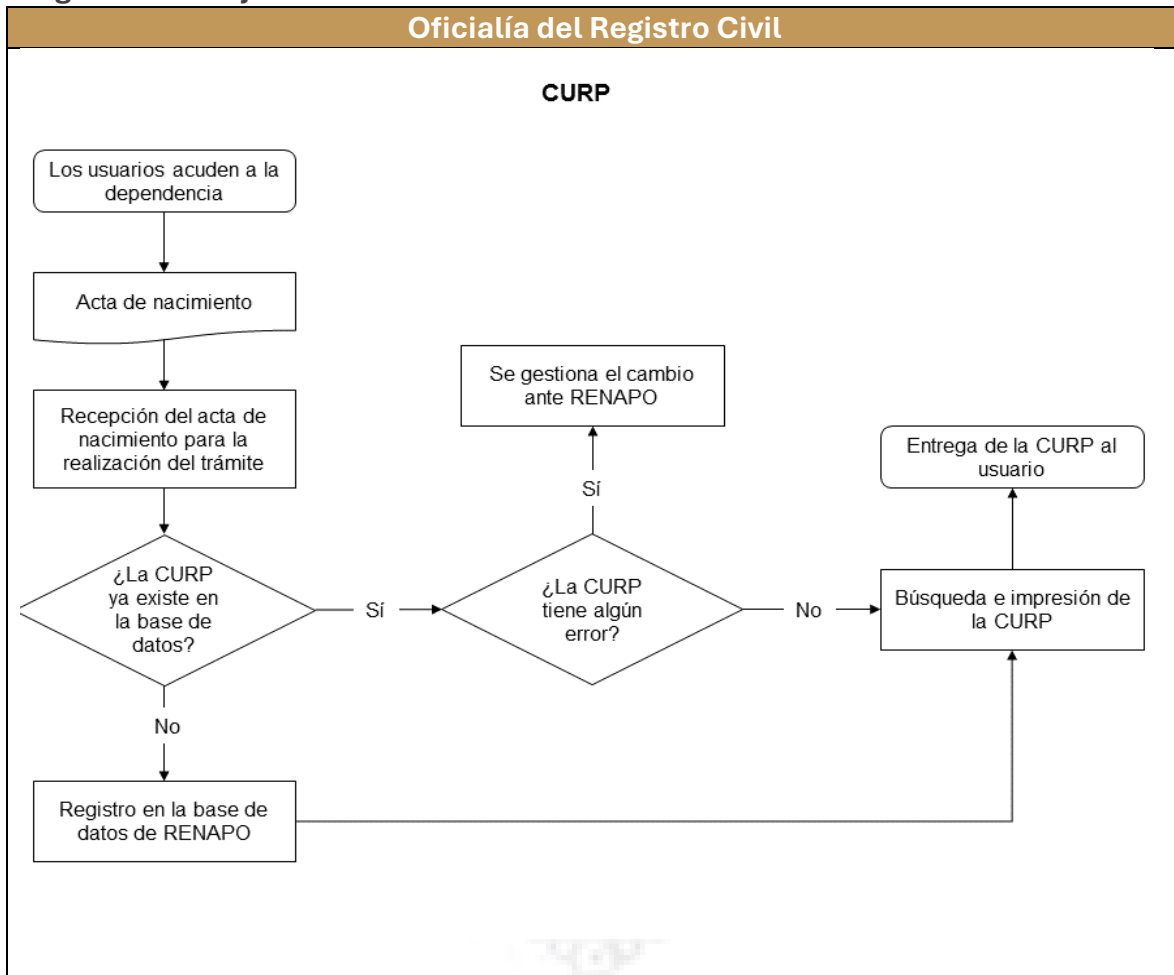 Oficialía del Registro Civil
CURP
Los usuarios acuden a la
dependencia
Acta de nacimiento
Recepción del acta de
nacimiento para la
realización del trámite
¿La CURP
ya existe en
la base de
datos?
Sí
No
Registro en la base de
datos de RENAPO
¿La CURP
tiene algún
error?
Sí
Se gestiona el cambio
ante RENAPO
No
Búsqueda e impresión de
la CURP
Entrega de la CURP al
usuario